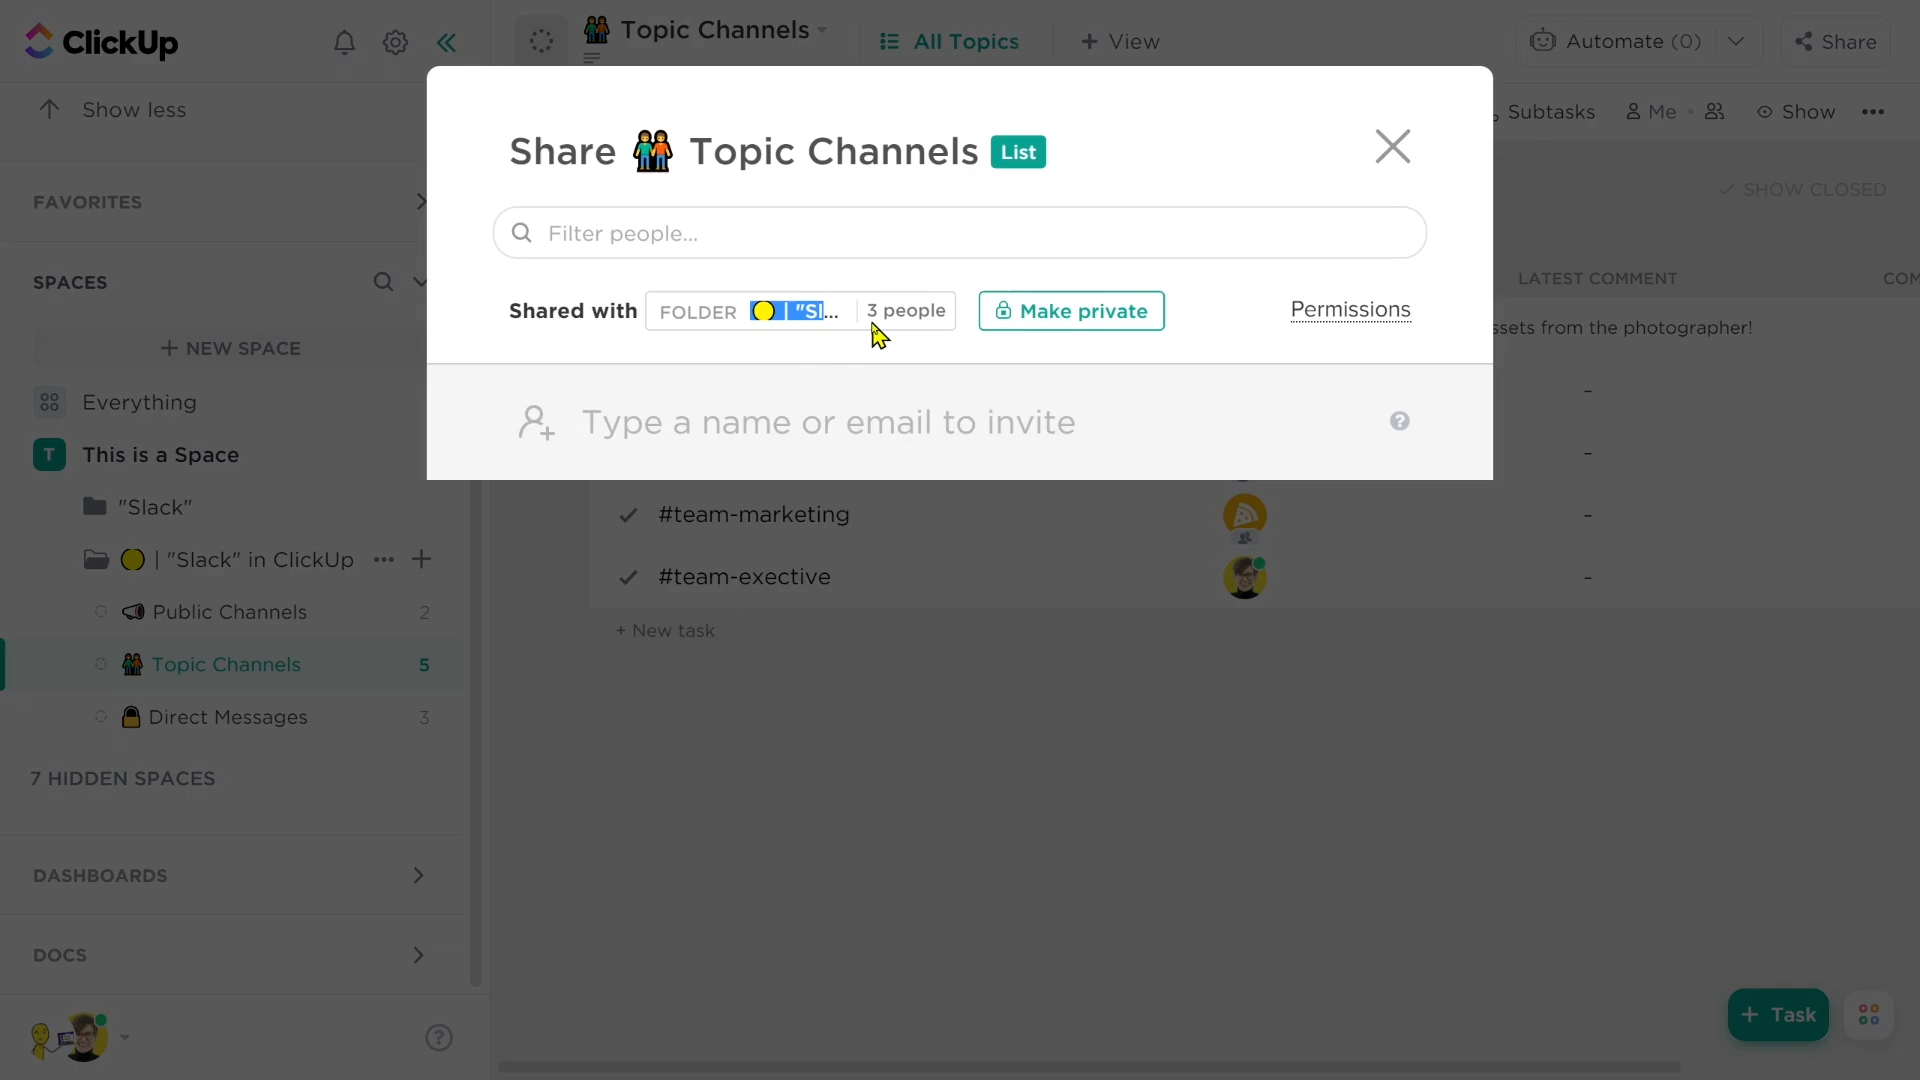 ClickUp
Show less
FAVORITES
SPACES
+ NEW SPACE
Everything
T This is a Space
"Slack"
| "Slack" in ClickUp
Public Channels 2
Topic Channels 5
Direct Messages 3
7 HIDDEN SPACES
DASHBOARDS
DOCS
?
Topic Channels
All Topics
+ View
Automate (0)
Share
Subtasks
Me
Show
SHOW CLOSED
Share Topic Channels List
Filter people...
Shared with FOLDER | "Sl... 3 people Make private Permissions
Type a name or email to invite ?
LATEST COMMENT COM
ssets from the photographer!
–
–
#team-marketing –
#team-exective –
+ New task
+ Task